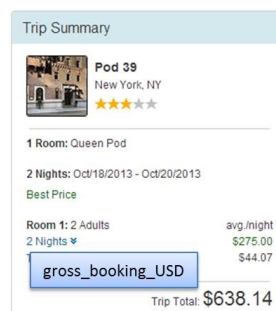 Trip Summary
Pod 39
New York, NY
1 Room: Queen Pod
2 Nights: Oct/18/2013 - Oct/20/2013
Best Price
Room 1: 2 Adults avg./night
2 Nights $275.00
$44.07
gross_booking_USD
Trip Total: $638.14